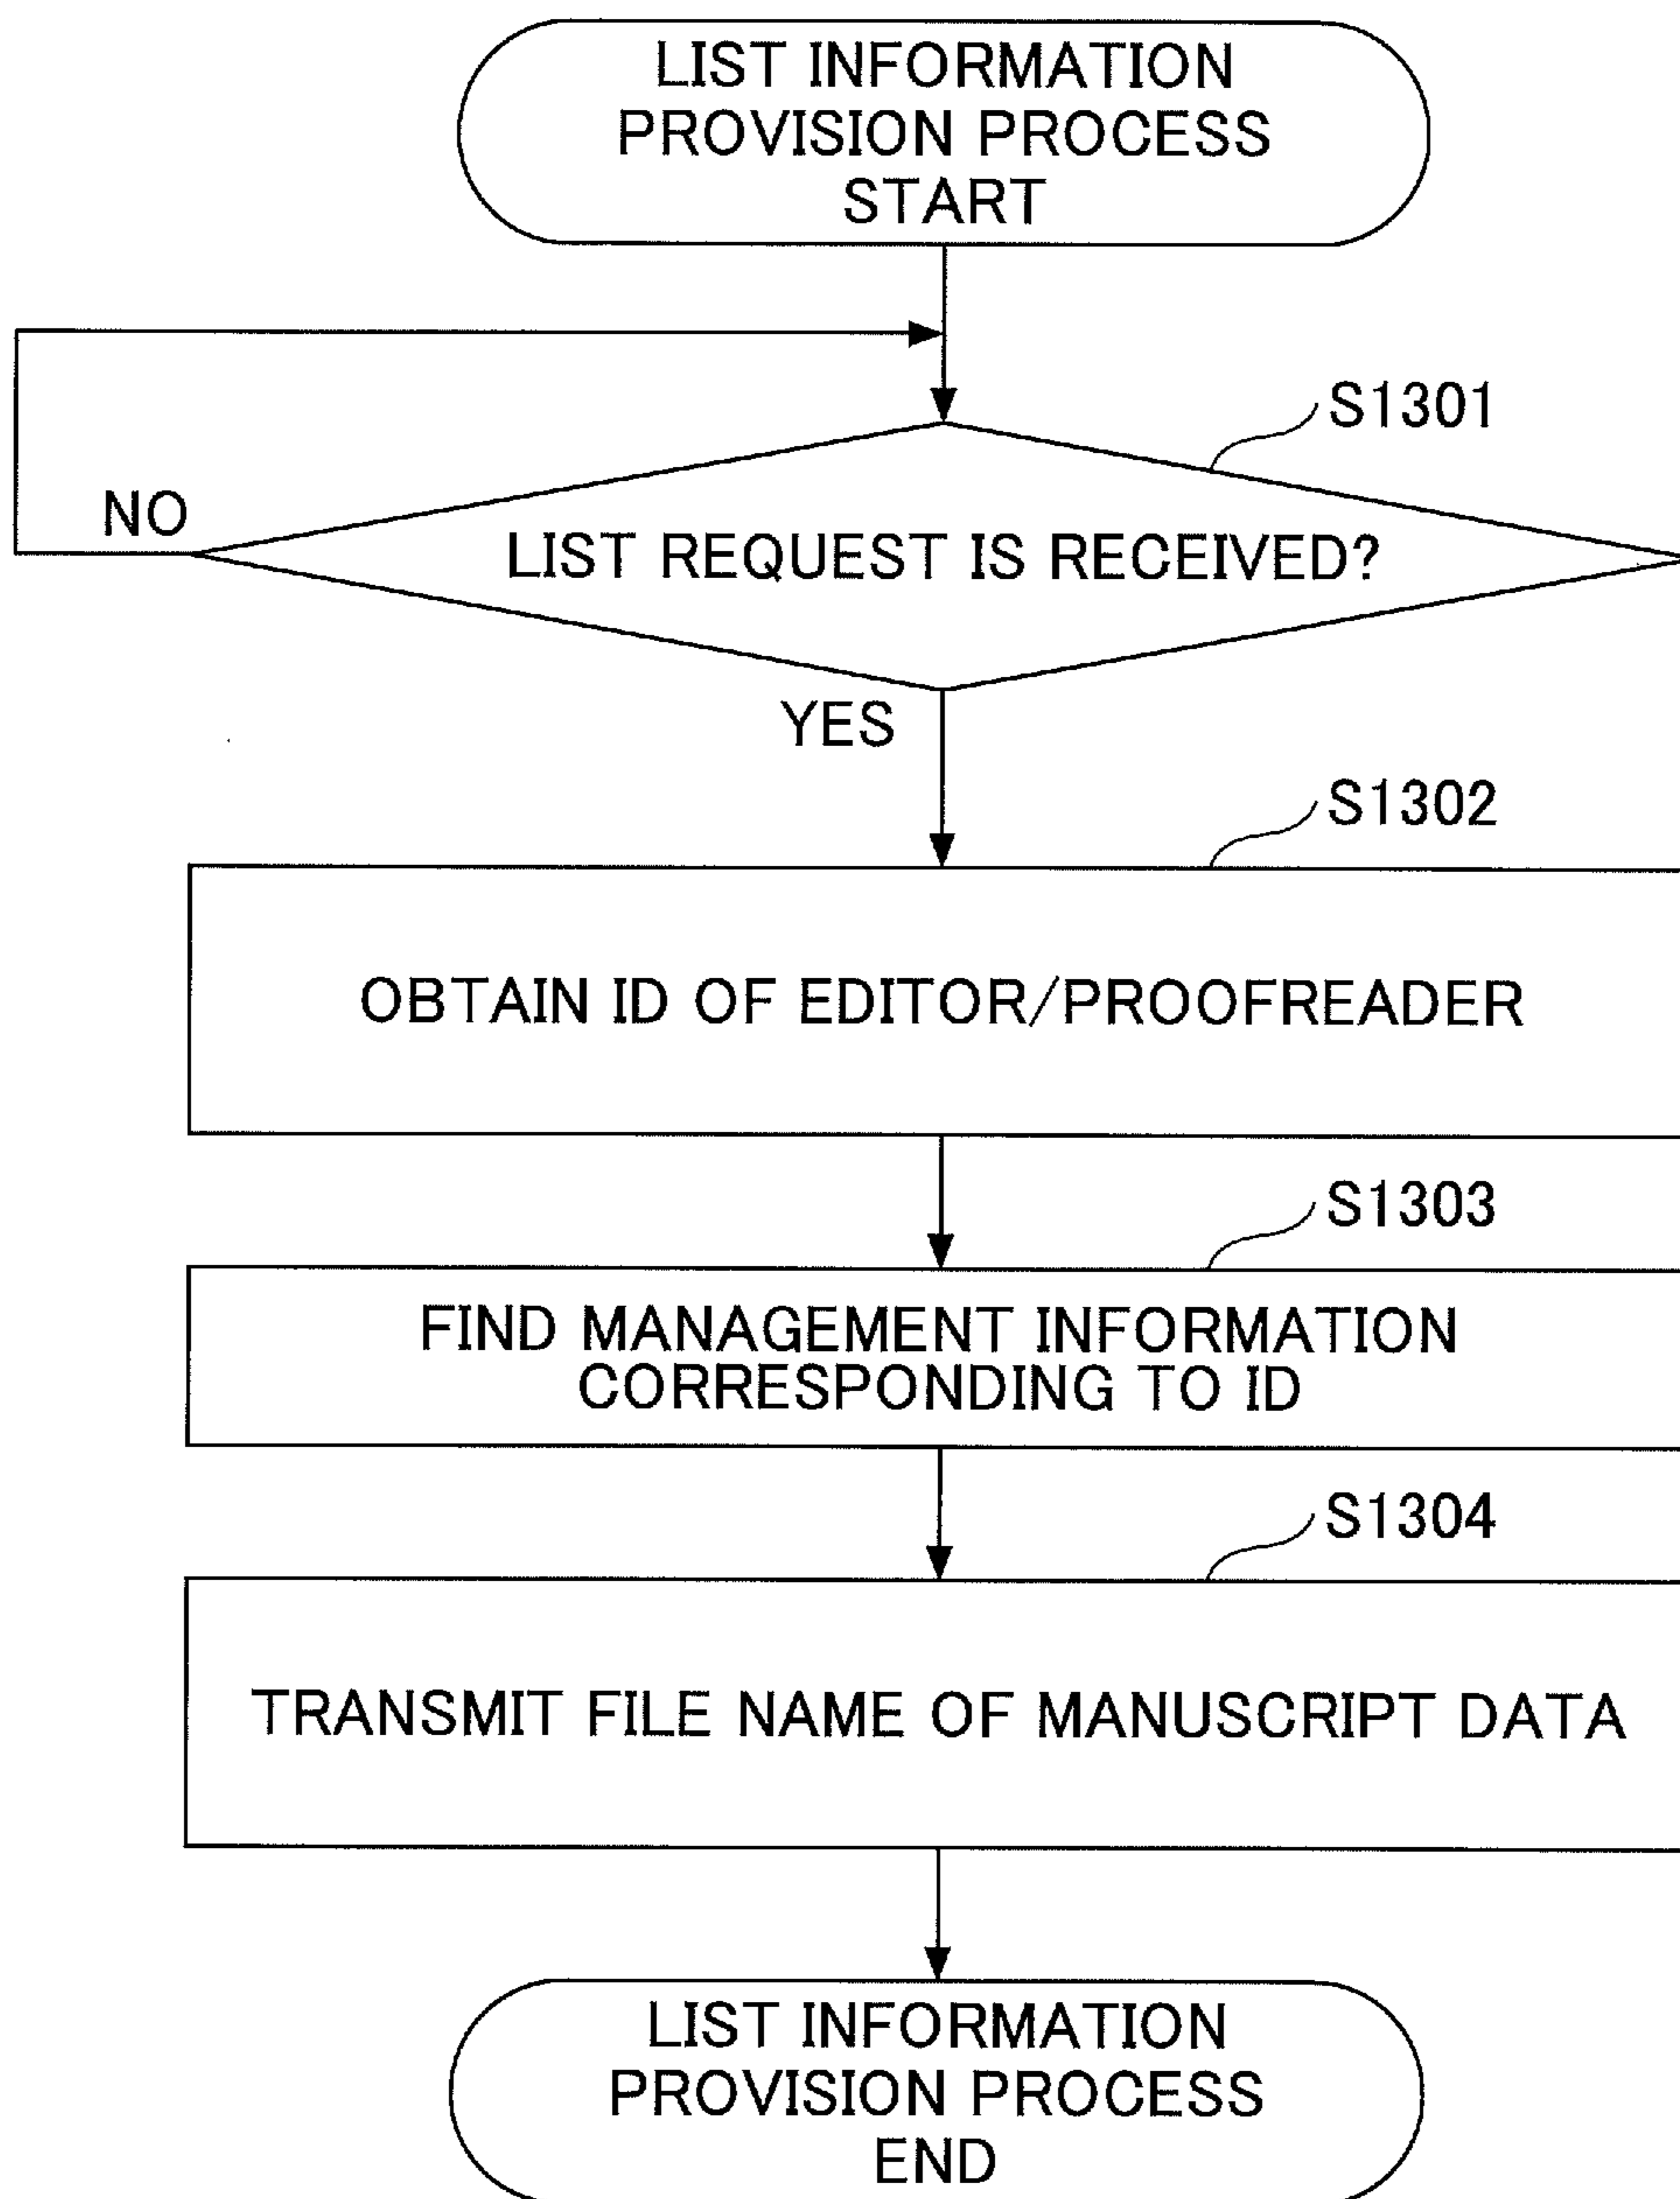 LIST INFORMATION
PROVISION PROCESS
START
S1301
NO
LIST REQUEST IS RECEIVED?
YES
S1302
OBTAIN ID OF EDITOR/PROOFREADER
S1303
FIND MANAGEMENT INFORMATION
CORRESPONDING TO ID
S1304
TRANSMIT FILE NAME OF MANUSCRIPT DATA
LIST INFORMATION
PROVISION PROCESS
END